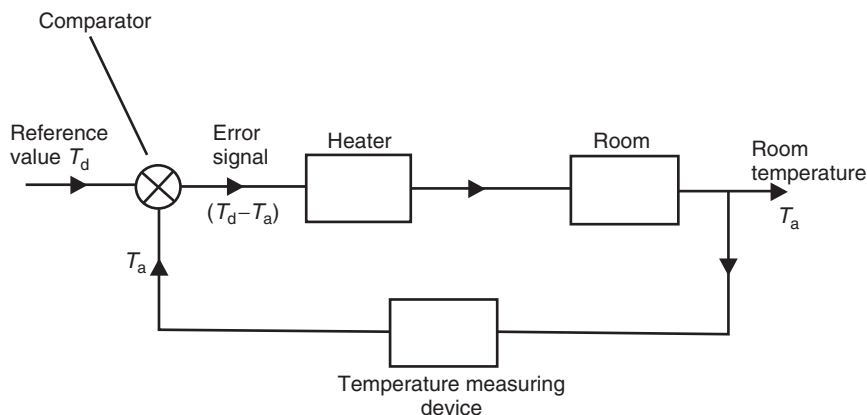 Comparator
Reference
value Td
Error
signal
(Td–Ta)
Heater
Room
Room
temperature
Ta
Ta
Temperature measuring
device